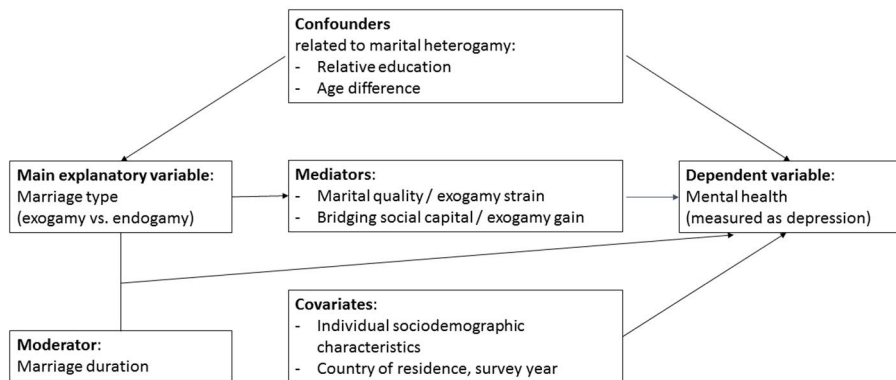 Confounders
related to marital heterogamy:
- Relative education
- Age difference
Main explanatory variable:
Marriage type
(exogamy vs. endogamy)
Mediators:
- Marital quality / exogamy strain
- Bridging social capital / exogamy gain
Dependent variable:
Mental health
(measured as depression)
Moderator:
Marriage duration
Covariates:
- Individual sociodemographic
characteristics
- Country of residence, survey year